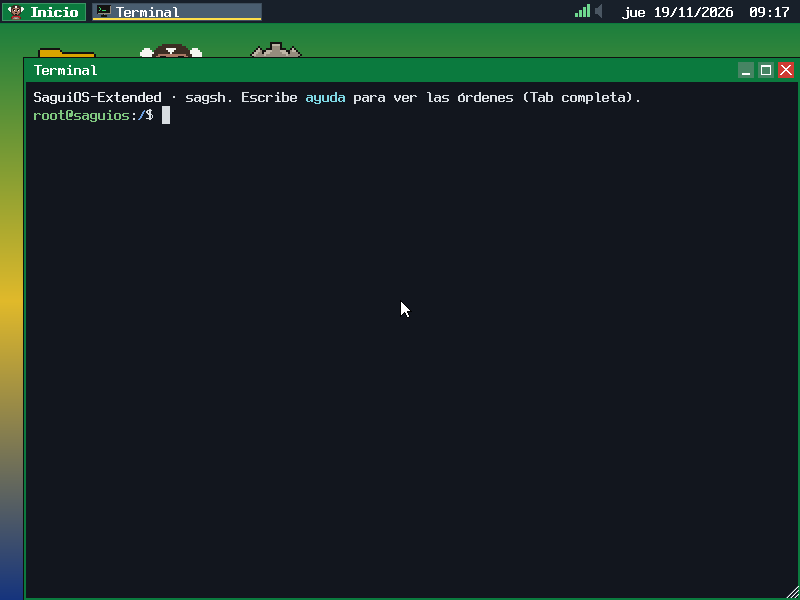 Inicio
Terminal
jue 19/11/2026 09:17
Terminal
SaguiOS-Extended · sagsh. Escribe ayuda para ver las órdenes (Tab completa).
root@saguios:/$